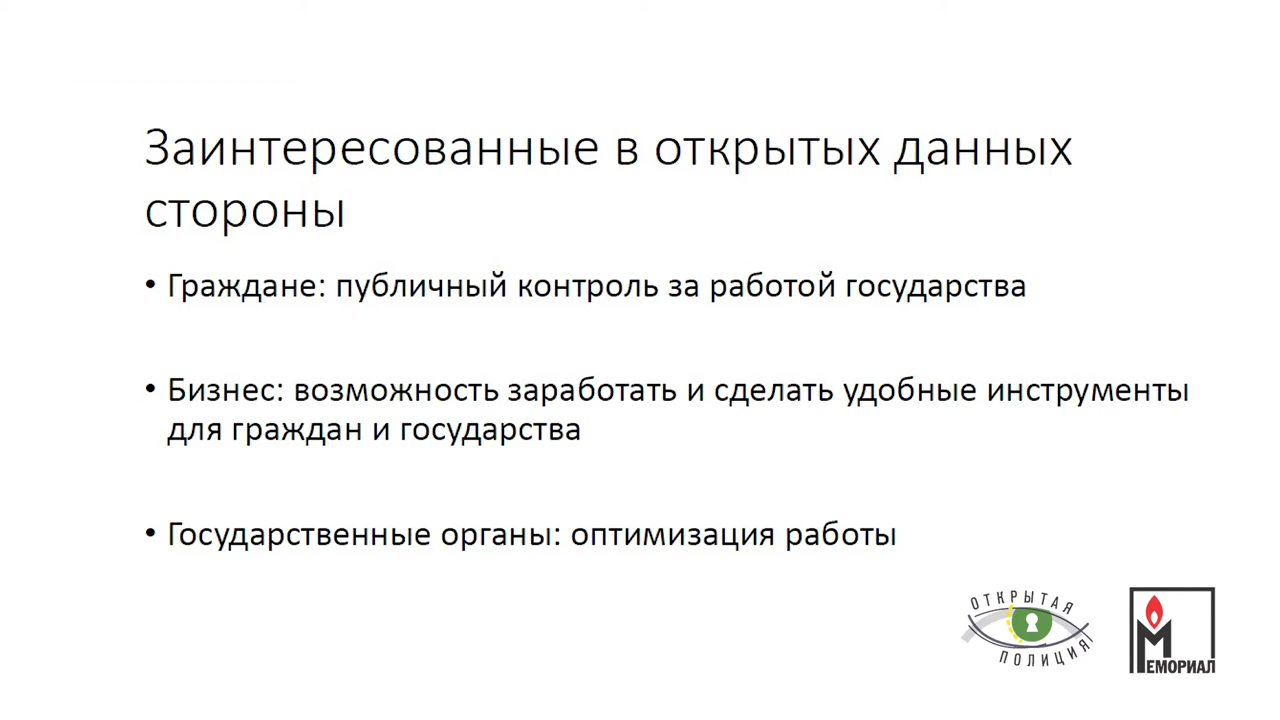 Заинтересованные в открытых данных
стороны
• Граждане: публичный контроль за работой государства
• Бизнес: возможность заработать и сделать удобные инструменты
для граждан и государства
• Государственные органы: оптимизация работы
ОТКРЫТАЯ
ПОЛИЦИЯ
МЕМОРИАЛ